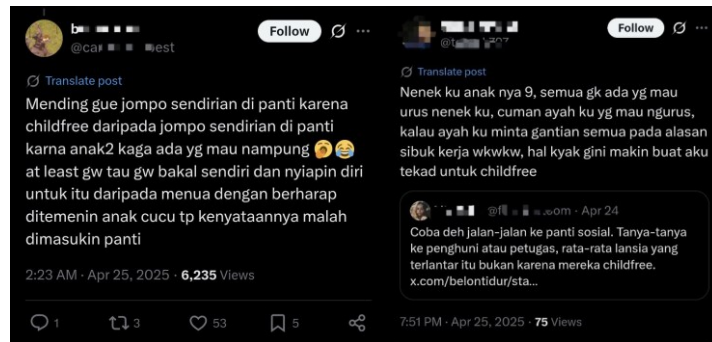 Follow
Translate post
Mending gue jompo sendirian di panti karena
childfree daripada jompo sendirian di panti
karna anak2 kaga ada yg mau nampung 🥱😂
at least gw tau gw bakal sendiri dan nyiapin diri
untuk itu daripada menua dengan berharap
ditemenin anak cucu tp kenyataannya malah
dimasukin panti
2:23 AM · Apr 25, 2025 · 6,235 Views
1 3 53 5
Follow
Translate post
Nenek ku anak nya 9, semua gk ada yg mau
urus nenek ku, cuman ayah ku yg mau ngurus,
kalau ayah ku minta gantian semua pada alasan
sibuk kerja wkwkw, hal kyak gini makin buat aku
tekad untuk childfree
· Apr 24
Coba deh jalan-jalan ke panti sosial. Tanya-tanya
ke penghuni atau petugas, rata-rata lansia yang
terlantar itu bukan karena mereka childfree.
x.com/belontidur/sta...
7:51 PM · Apr 25, 2025 · 75 Views